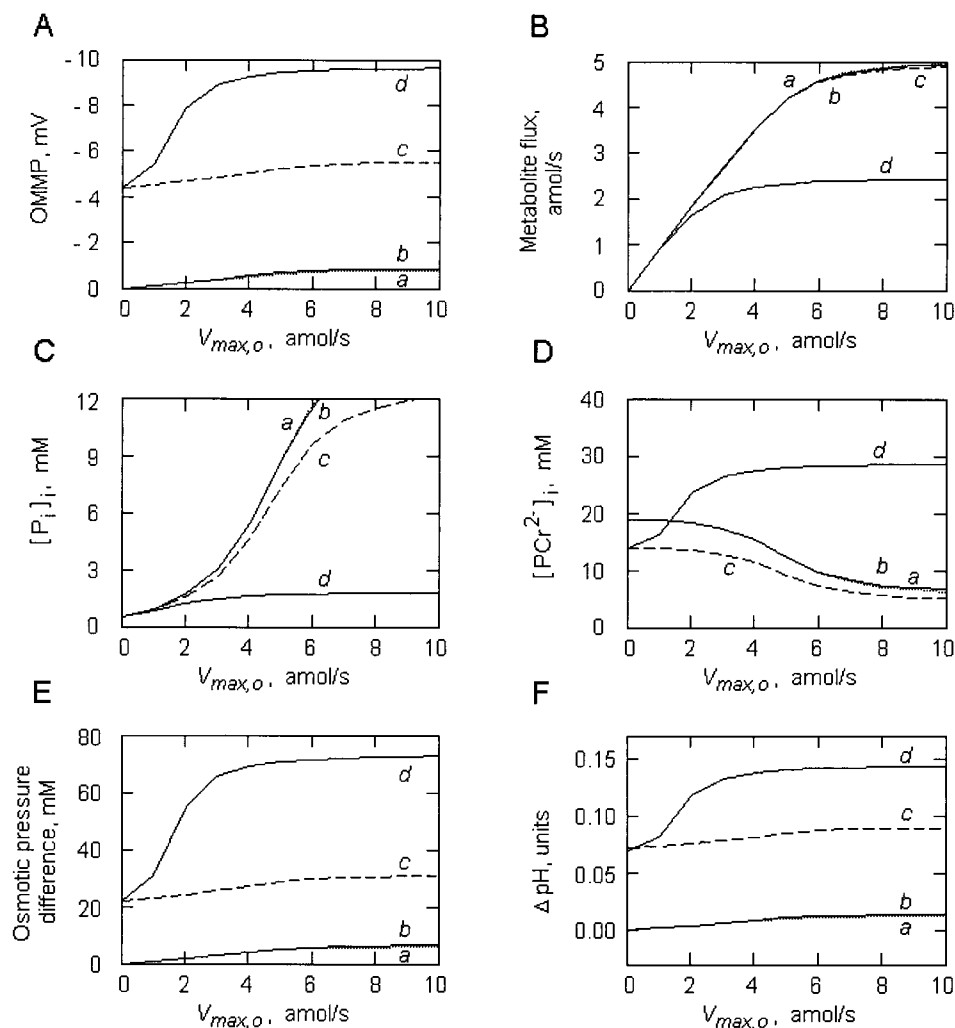 A
OMMP, mV
- 10
- 8
- 6
- 4
- 2
0
d
c
b
a
0 2 4 6 8 10
Vmax,o , amol/s
B
Metabolite flux,
amol/s
5
4
3
2
1
0
a
b
c
d
0 2 4 6 8 10
Vmax,o , amol/s
C
[Pi]i, mM
12
9
6
3
0
a
b
c
d
0 2 4 6 8 10
Vmax,o , amol/s
D
[PCr2-]i, mM
40
30
20
10
0
d
b
a
c
0 2 4 6 8 10
Vmax,o , amol/s
E
Osmotic pressure
difference, mM
80
60
40
20
0
d
c
b
a
0 2 4 6 8 10
Vmax,o , amol/s
F
Δ pH, units
0.15
0.10
0.05
0.00
d
c
b
a
0 2 4 6 8 10
Vmax,o , amol/s